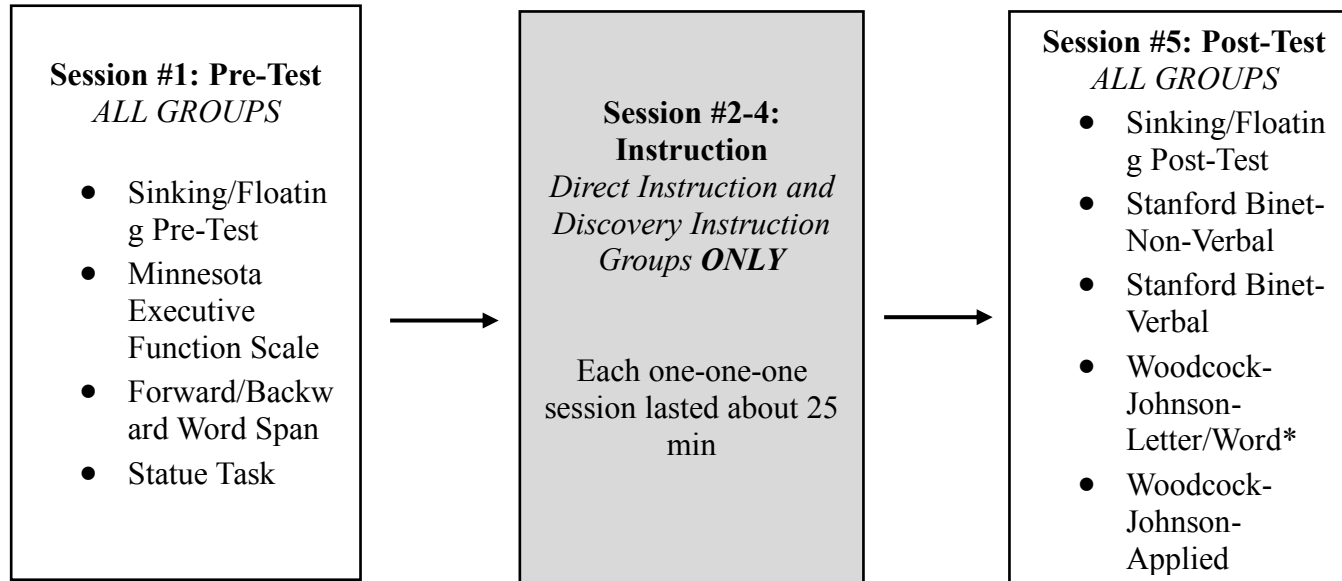 Session #1: Pre-Test
ALL GROUPS
● Sinking/Floatin
g Pre-Test
● Minnesota
Executive
Function Scale
● Forward/Backw
ard Word Span
● Statue Task
Session #2-4:
Instruction
Direct Instruction and
Discovery Instruction
Groups ONLY
Each one-one-one
session lasted about 25
min
Session #5: Post-Test
ALL GROUPS
● Sinking/Floatin
g Post-Test
● Stanford Binet-
Non-Verbal
● Stanford Binet-
Verbal
● Woodcock-
Johnson-
Letter/Word*
● Woodcock-
Johnson-
Applied